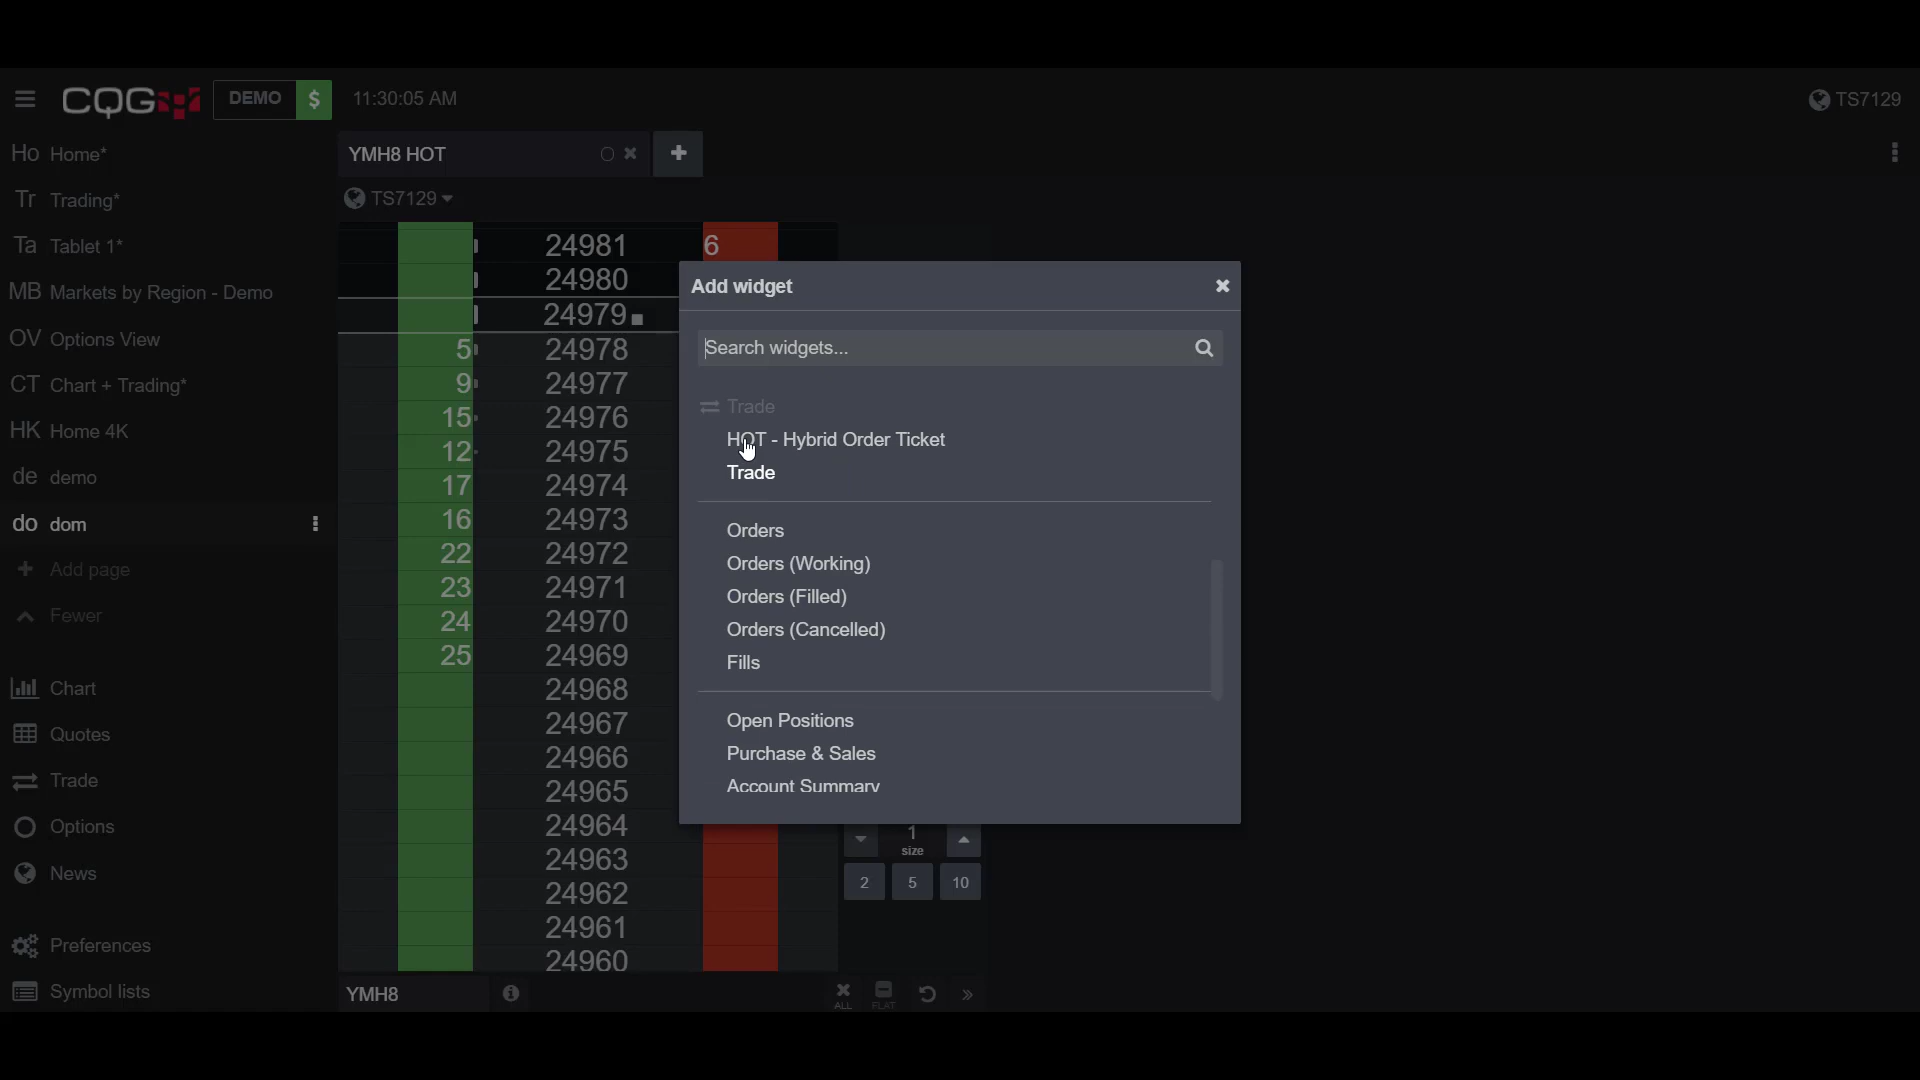 CQG DEMO $ 11:30:05 AM TS7129
Ho Home*
Tr Trading*
Ta Tablet 1*
MB Markets by Region - Demo
OV Options View
CT Chart + Trading*
HK Home 4K
de demo
do dom
Add page
Fewer
Chart
Quotes
Trade
Options
News
Preferences
Symbol lists
YMH8 HOT
TS7129
24981 6
24980
24979
5 24978
9 24977
15 24976
12 24975
17 24974
16 24973
22 24972
23 24971
24 24970
25 24969
24968
24967
24966
24965
24964
24963
24962
24961
24960
Add widget
Search widgets...
Trade
HOT - Hybrid Order Ticket
Trade
Orders
Orders (Working)
Orders (Filled)
Orders (Cancelled)
Fills
Open Positions
Purchase & Sales
Account Summary
1
size
2 5 10
YMH8
ALL FLAT